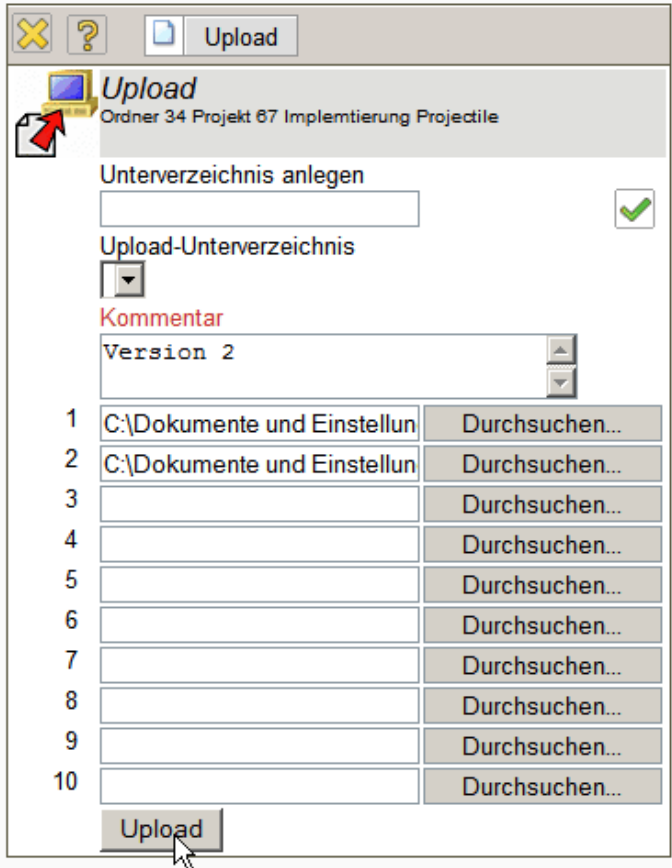 Upload
Upload
Ordner 34 Projekt 67 Implemtierung Projectile
Unterverzeichnis anlegen
Upload-Unterverzeichnis
Kommentar
Version 2
1 C:\Dokumente und Einstellun Durchsuchen...
2 C:\Dokumente und Einstellun Durchsuchen...
3 Durchsuchen...
4 Durchsuchen...
5 Durchsuchen...
6 Durchsuchen...
7 Durchsuchen...
8 Durchsuchen...
9 Durchsuchen...
10 Durchsuchen...
Upload